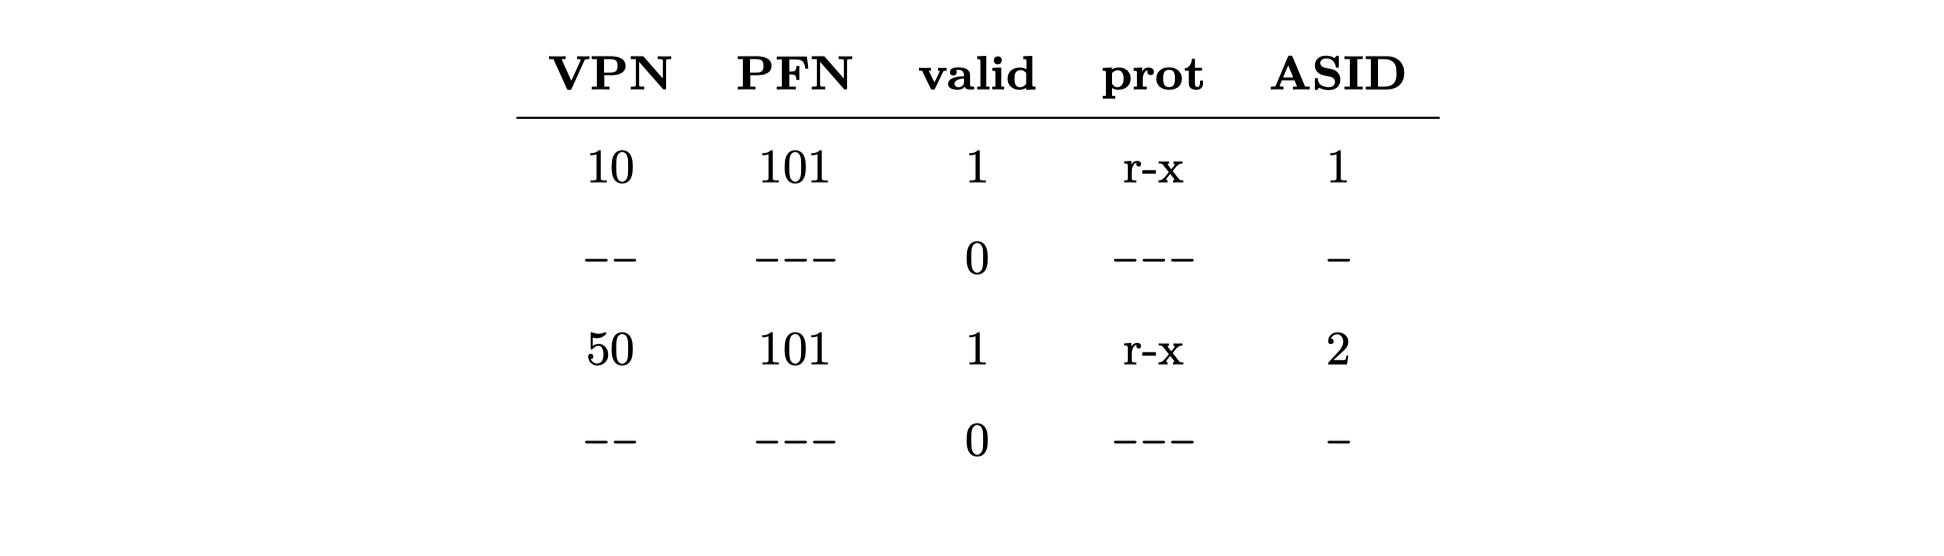 VPN PFN valid prot ASID
10 101 1 r-x 1
–– ––– 0 ––– –
50 101 1 r-x 2
–– ––– 0 ––– –